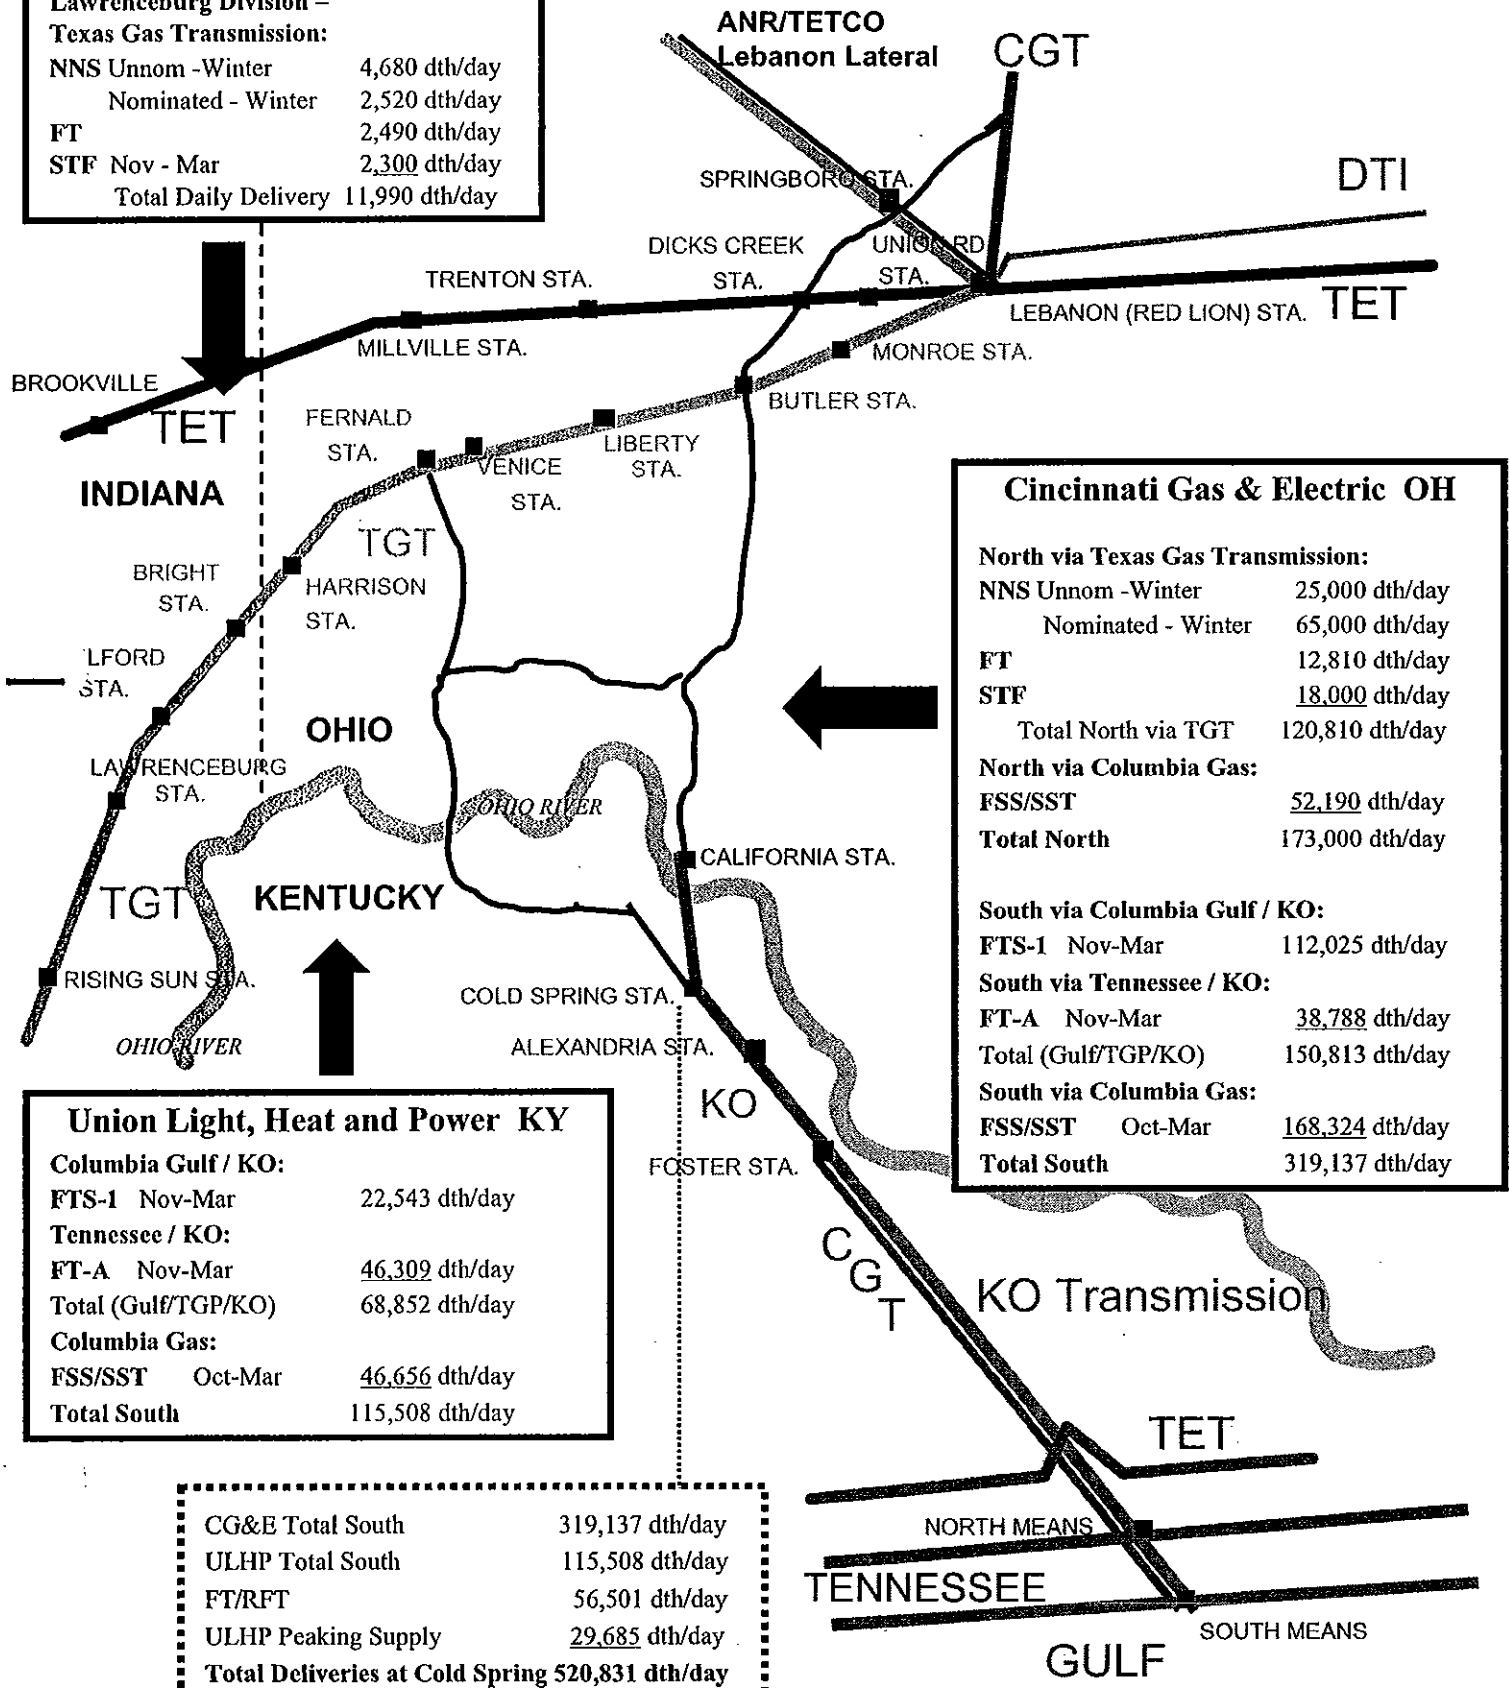 Lawrenceburg Division –
Texas Gas Transmission:
NNS Unnom -Winter 4,680 dth/day
Nominated - Winter 2,520 dth/day
FT 2,490 dth/day
STF Nov - Mar 2,300 dth/day
Total Daily Delivery 11,990 dth/day
ANR/TETCO
Lebanon Lateral
CGT
DTI
SPRINGBORO STA.
DICKS CREEK
STA.
UNION RD
STA.
TRENTON STA.
LEBANON (RED LION) STA.
TET
MILLVILLE STA.
MONROE STA.
BROOKVILLE
TET
BUTLER STA.
FERNALD
STA.
LIBERTY
STA.
VENICE
STA.
INDIANA
TGT
BRIGHT
STA.
HARRISON
STA.
LFORD
STA.
OHIO
LAWRENCEBURG
STA.
OHIO RIVER
CALIFORNIA STA.
TGT
KENTUCKY
RISING SUN STA.
COLD SPRING STA.
OHIO RIVER
ALEXANDRIA STA.
KO
FOSTER STA.
Cincinnati Gas & Electric OH
North via Texas Gas Transmission:
NNS Unnom -Winter 25,000 dth/day
Nominated - Winter 65,000 dth/day
FT 12,810 dth/day
STF 18,000 dth/day
Total North via TGT 120,810 dth/day
North via Columbia Gas:
FSS/SST 52,190 dth/day
Total North 173,000 dth/day
South via Columbia Gulf / KO:
FTS-1 Nov-Mar 112,025 dth/day
South via Tennessee / KO:
FT-A Nov-Mar 38,788 dth/day
Total (Gulf/TGP/KO) 150,813 dth/day
South via Columbia Gas:
FSS/SST Oct-Mar 168,324 dth/day
Total South 319,137 dth/day
Union Light, Heat and Power KY
Columbia Gulf / KO:
FTS-1 Nov-Mar 22,543 dth/day
Tennessee / KO:
FT-A Nov-Mar 46,309 dth/day
Total (Gulf/TGP/KO) 68,852 dth/day
Columbia Gas:
FSS/SST Oct-Mar 46,656 dth/day
Total South 115,508 dth/day
CGT
KO Transmission
TET
NORTH MEANS
TENNESSEE
SOUTH MEANS
GULF
CG&E Total South 319,137 dth/day
ULHP Total South 115,508 dth/day
FT/RFT 56,501 dth/day
ULHP Peaking Supply 29,685 dth/day
Total Deliveries at Cold Spring 520,831 dth/day